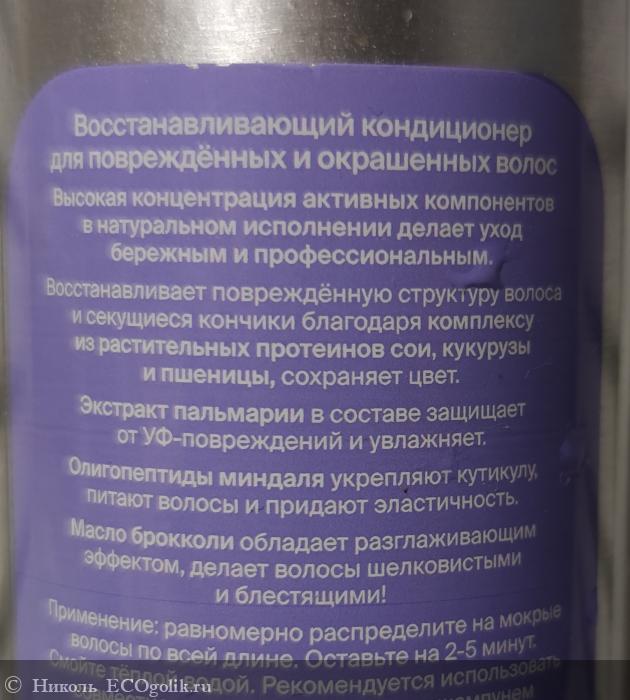 Восстанавливающий кондиционер
для повреждённых и окрашенных волос
Высокая концентрация активных компонентов
в натуральном исполнении делает уход
бережным и профессиональным.
Восстанавливает повреждённую структуру волоса
и секущиеся кончики благодаря комплексу
из растительных протеинов сои, кукурузы
и пшеницы, сохраняет цвет.
Экстракт пальмарии в составе защищает
от УФ-повреждений и увлажняет.
Олигопептиды миндаля укрепляют кутикулу,
питают волосы и придают эластичность.
Масло брокколи обладает разглаживающим
эффектом, делает волосы шелковистыми
и блестящими!
Применение: равномерно распределите на мокрые
волосы по всей длине. Оставьте на 2-5 минут.
Смойте тёплой водой. Рекомендуется использовать
© Николь ECOgolik.ru